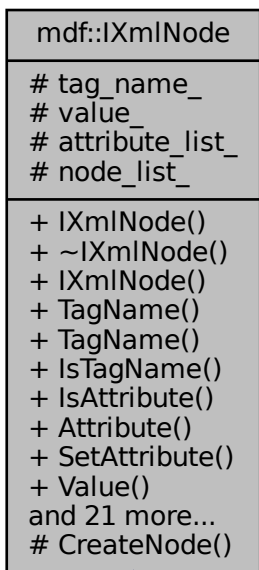 mdf::IXmlNode
# tag_name_
# value_
# attribute_list_
# node_list_
+ IXmlNode()
+ ~IXmlNode()
+ IXmlNode()
+ TagName()
+ TagName()
+ IsTagName()
+ IsAttribute()
+ Attribute()
+ SetAttribute()
+ Value()
and 21 more...
# CreateNode()